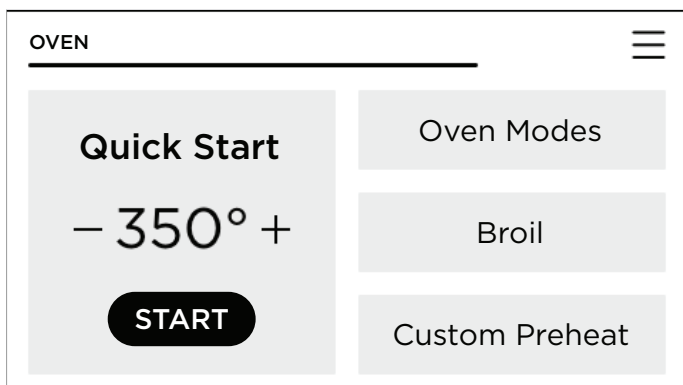 OVEN
Quick Start
− 350° +
START
Oven Modes
Broil
Custom Preheat